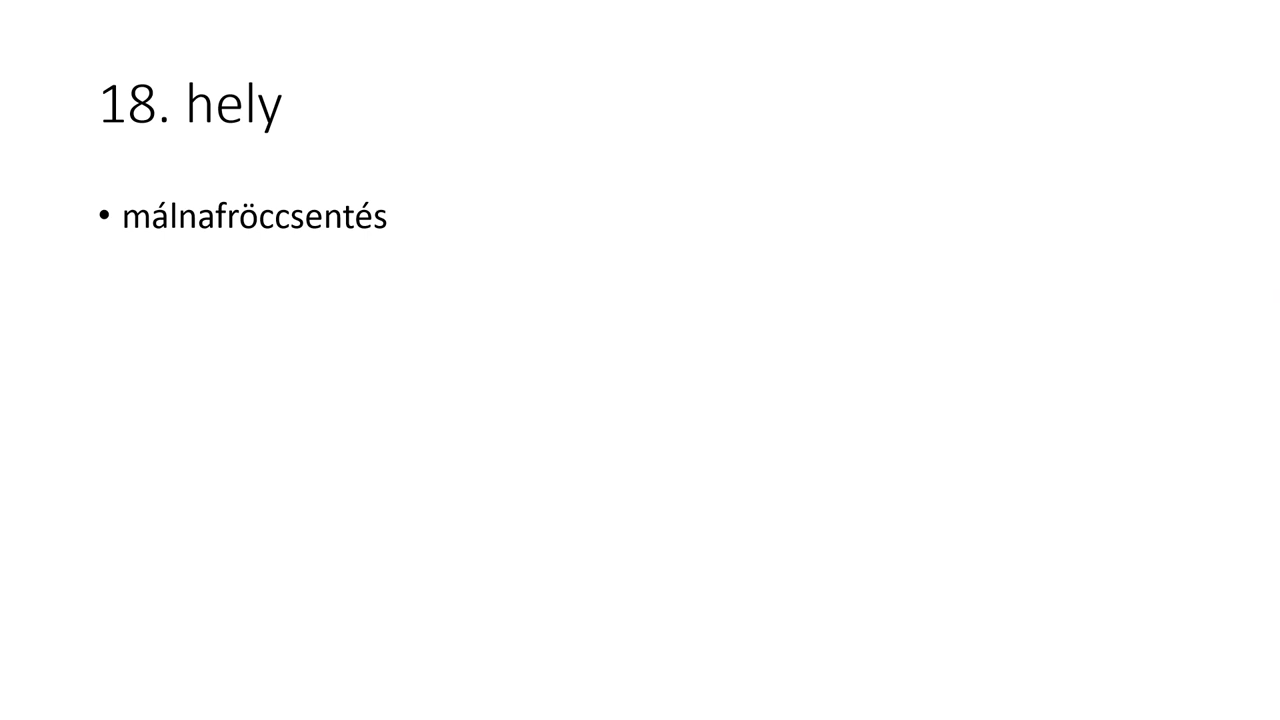 18. hely
• málnafröccsentés